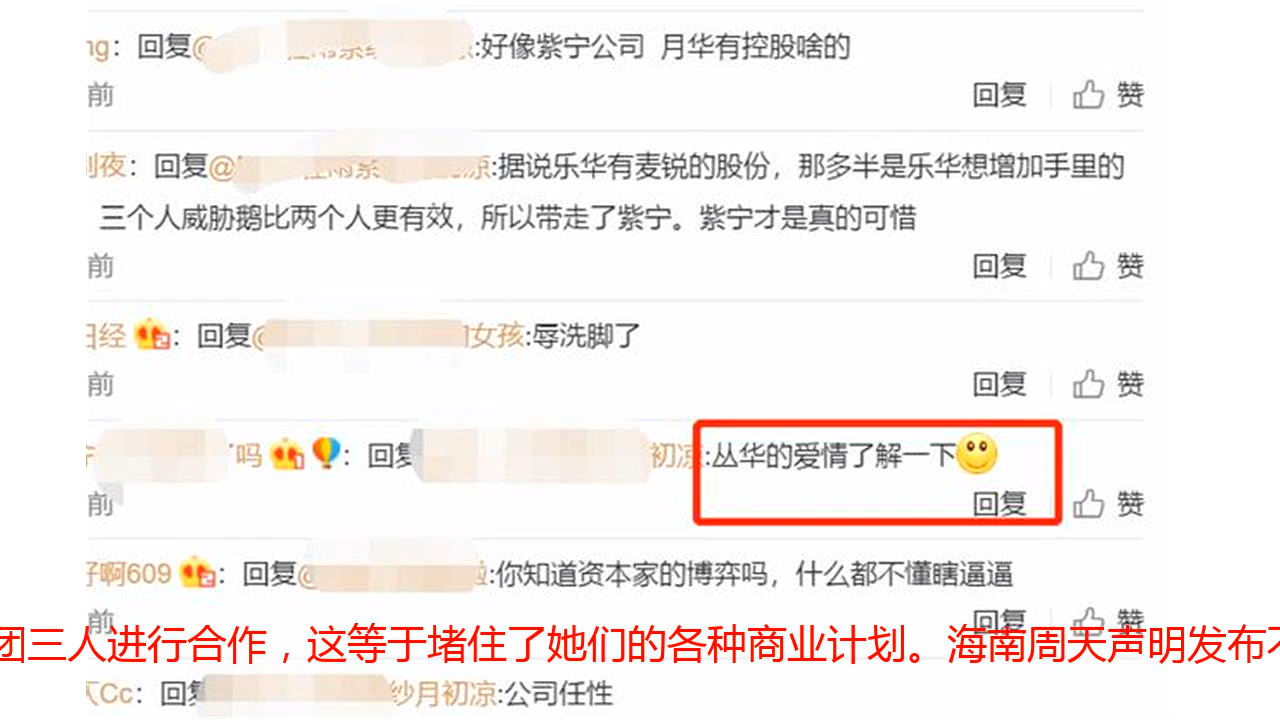 ng：回复@:好像紫宁公司 月华有控股啥的
前
回复 赞
夜：回复@凉:据说乐华有麦锐的股份，那多半是乐华想增加手里的
三个人威胁鹅比两个人更有效，所以带走了紫宁。紫宁才是真的可惜
前
回复 赞
日经：回复@女孩:辱洗脚了
前
回复 赞
吗：回复初凉:丛华的爱情了解一下
前
回复 赞
好啊609：回复@啦:你知道资本家的博弈吗，什么都不懂瞎逼逼
前
回复 赞
团三人进行合作，这等于堵住了她们的各种商业计划。海南周天声明发布不
Cc：回复纱月初凉:公司任性